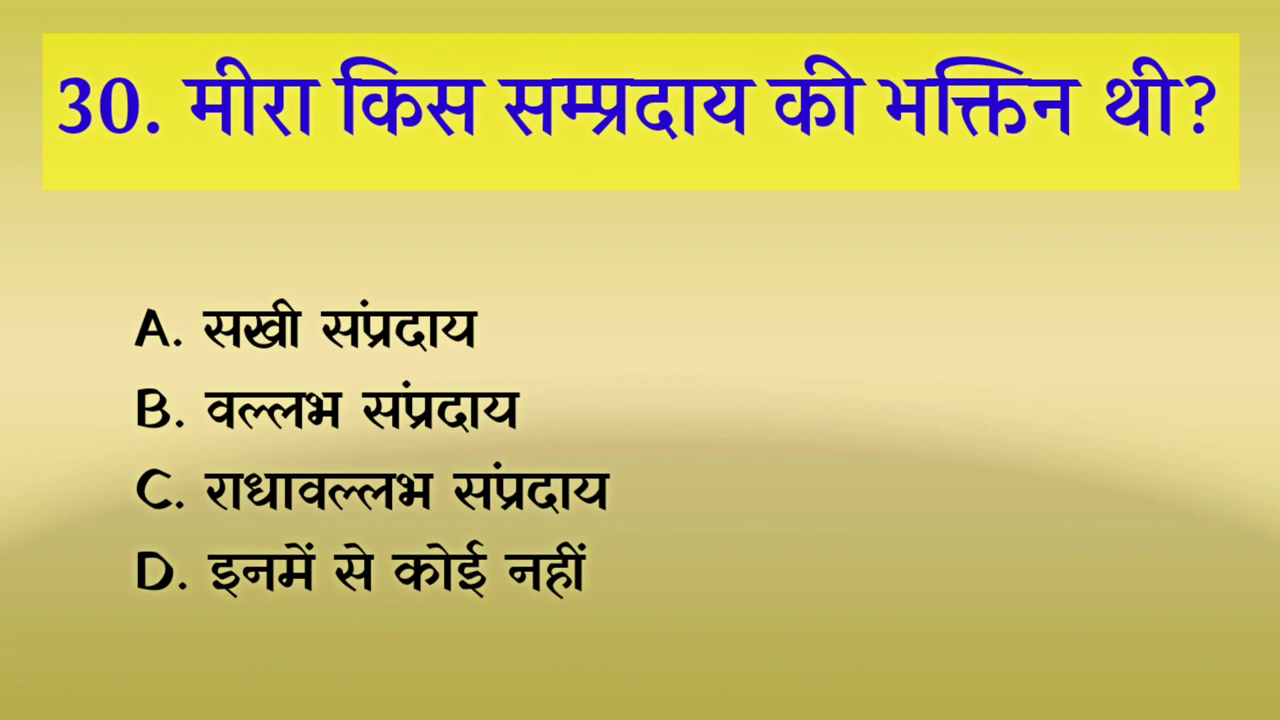 30. मीरा किस सम्प्रदाय की भक्तिन थी?
A. सखी संप्रदाय
B. वल्लभ संप्रदाय
C. राधावल्लभ संप्रदाय
D. इनमें से कोई नहीं